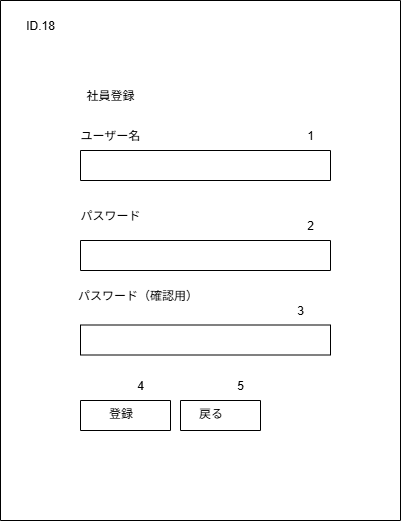 ID.18
社員登録
ユーザー名 1
パスワード
2
パスワード（確認用）
3
4 5
登録 戻る